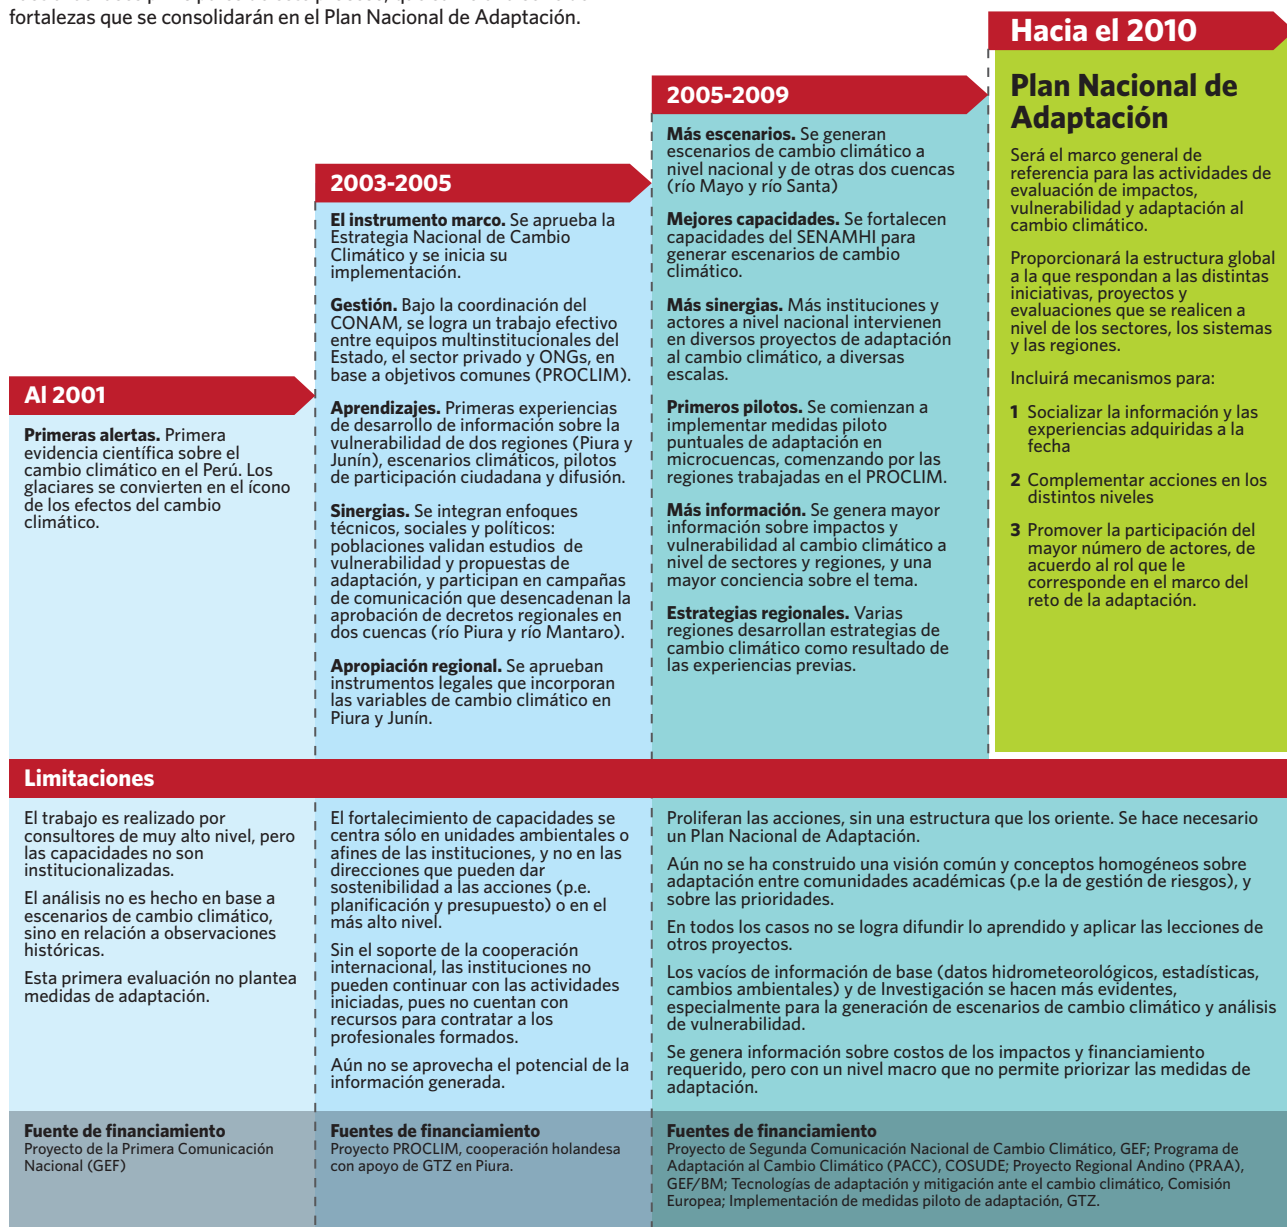 fortalezas que se consolidarán en el Plan Nacional de Adaptación.
Al 2001
Primeras alertas. Primera
evidencia científica sobre el
cambio climático en el Perú. Los
glaciares se convierten en el ícono
de los efectos del cambio
climático.
2003-2005
El instrumento marco. Se aprueba la
Estrategia Nacional de Cambio
Climático y se inicia su
implementación.
Gestión. Bajo la coordinación del
CONAM, se logra un trabajo efectivo
entre equipos multinstitucionales del
Estado, el sector privado y ONGs, en
base a objetivos comunes (PROCLIM).
Aprendizajes. Primeras experiencias
de desarrollo de información sobre la
vulnerabilidad de dos regiones (Piura y
Junín), escenarios climáticos, pilotos
de participación ciudadana y difusión.
Sinergias. Se integran enfoques
técnicos, sociales y políticos:
poblaciones validan estudios de
vulnerabilidad y propuestas de
adaptación, y participan en campañas
de comunicación que desencadenan la
aprobación de decretos regionales en
dos cuencas (río Piura y río Mantaro).
Apropiación regional. Se aprueban
instrumentos legales que incorporan
las variables de cambio climático en
Piura y Junín.
2005-2009
Más escenarios. Se generan
escenarios de cambio climático a
nivel nacional y de otras dos cuencas
(río Mayo y río Santa)
Mejores capacidades. Se fortalecen
capacidades del SENAMHI para
generar escenarios de cambio
climático.
Más sinergias. Más instituciones y
actores a nivel nacional intervienen
en diversos proyectos de adaptación
al cambio climático, a diversas
escalas.
Primeros pilotos. Se comienzan a
implementar medidas piloto
puntuales de adaptación en
microcuencas, comenzando por las
regiones trabajadas en el PROCLIM.
Más información. Se genera mayor
información sobre impactos y
vulnerabilidad al cambio climático a
nivel de sectores y regiones, y una
mayor conciencia sobre el tema.
Estrategias regionales. Varias
regiones desarrollan estrategias de
cambio climático como resultado de
las experiencias previas.
Hacia el 2010
Plan Nacional de
Adaptación
Será el marco general de
referencia para las actividades de
evaluación de impactos,
vulnerabilidad y adaptación al
cambio climático.
Proporcionará la estructura global
a la que respondan a las distintas
iniciativas, proyectos y
evaluaciones que se realicen a
nivel de los sectores, los sistemas
y las regiones.
Incluirá mecanismos para:
1 Socializar la información y las
experiencias adquiridas a la
fecha
2 Complementar acciones en los
distintos niveles
3 Promover la participación del
mayor número de actores, de
acuerdo al rol que le
corresponde en el marco del
reto de la adaptación.
Limitaciones
El trabajo es realizado por
consultores de muy alto nivel, pero
las capacidades no son
institucionalizadas.
El análisis no es hecho en base a
escenarios de cambio climático,
sino en relación a observaciones
históricas.
Esta primera evaluación no plantea
medidas de adaptación.
El fortalecimiento de capacidades se
centra sólo en unidades ambientales o
afines de las instituciones, y no en las
direcciones que pueden dar
sostenibilidad a las acciones (p.e.
planificación y presupuesto) o en el
más alto nivel.
Sin el soporte de la cooperación
internacional, las instituciones no
pueden continuar con las actividades
iniciadas, pues no cuentan con
recursos para contratar a los
profesionales formados.
Aún no se aprovecha el potencial de la
información generada.
Proliferan las acciones, sin una estructura que los oriente. Se hace necesario
un Plan Nacional de Adaptación.
Aún no se ha construido una visión común y conceptos homogéneos sobre
adaptación entre comunidades académicas (p.e la de gestión de riesgos), y
sobre las prioridades.
En todos los casos no se logra difundir lo aprendido y aplicar las lecciones de
otros proyectos.
Los vacíos de información de base (datos hidrometeorológicos, estadísticas,
cambios ambientales) y de Investigación se hacen más evidentes,
especialmente para la generación de escenarios de cambio climático y análisis
de vulnerabilidad.
Se genera información sobre costos de los impactos y financiamiento
requerido, pero con un nivel macro que no permite priorizar las medidas de
adaptación.
Fuente de financiamiento
Proyecto de la Primera Comunicación
Nacional (GEF)
Fuentes de financiamiento
Proyecto PROCLIM, cooperación holandesa
con apoyo de GTZ en Piura.
Fuentes de financiamiento
Proyecto de Segunda Comunicación Nacional de Cambio Climático, GEF; Programa de
Adaptación al Cambio Climático (PACC), COSUDE; Proyecto Regional Andino (PRAA),
GEF/BM; Tecnologías de adaptación y mitigación ante el cambio climático, Comisión
Europea; Implementación de medidas piloto de adaptación, GTZ.